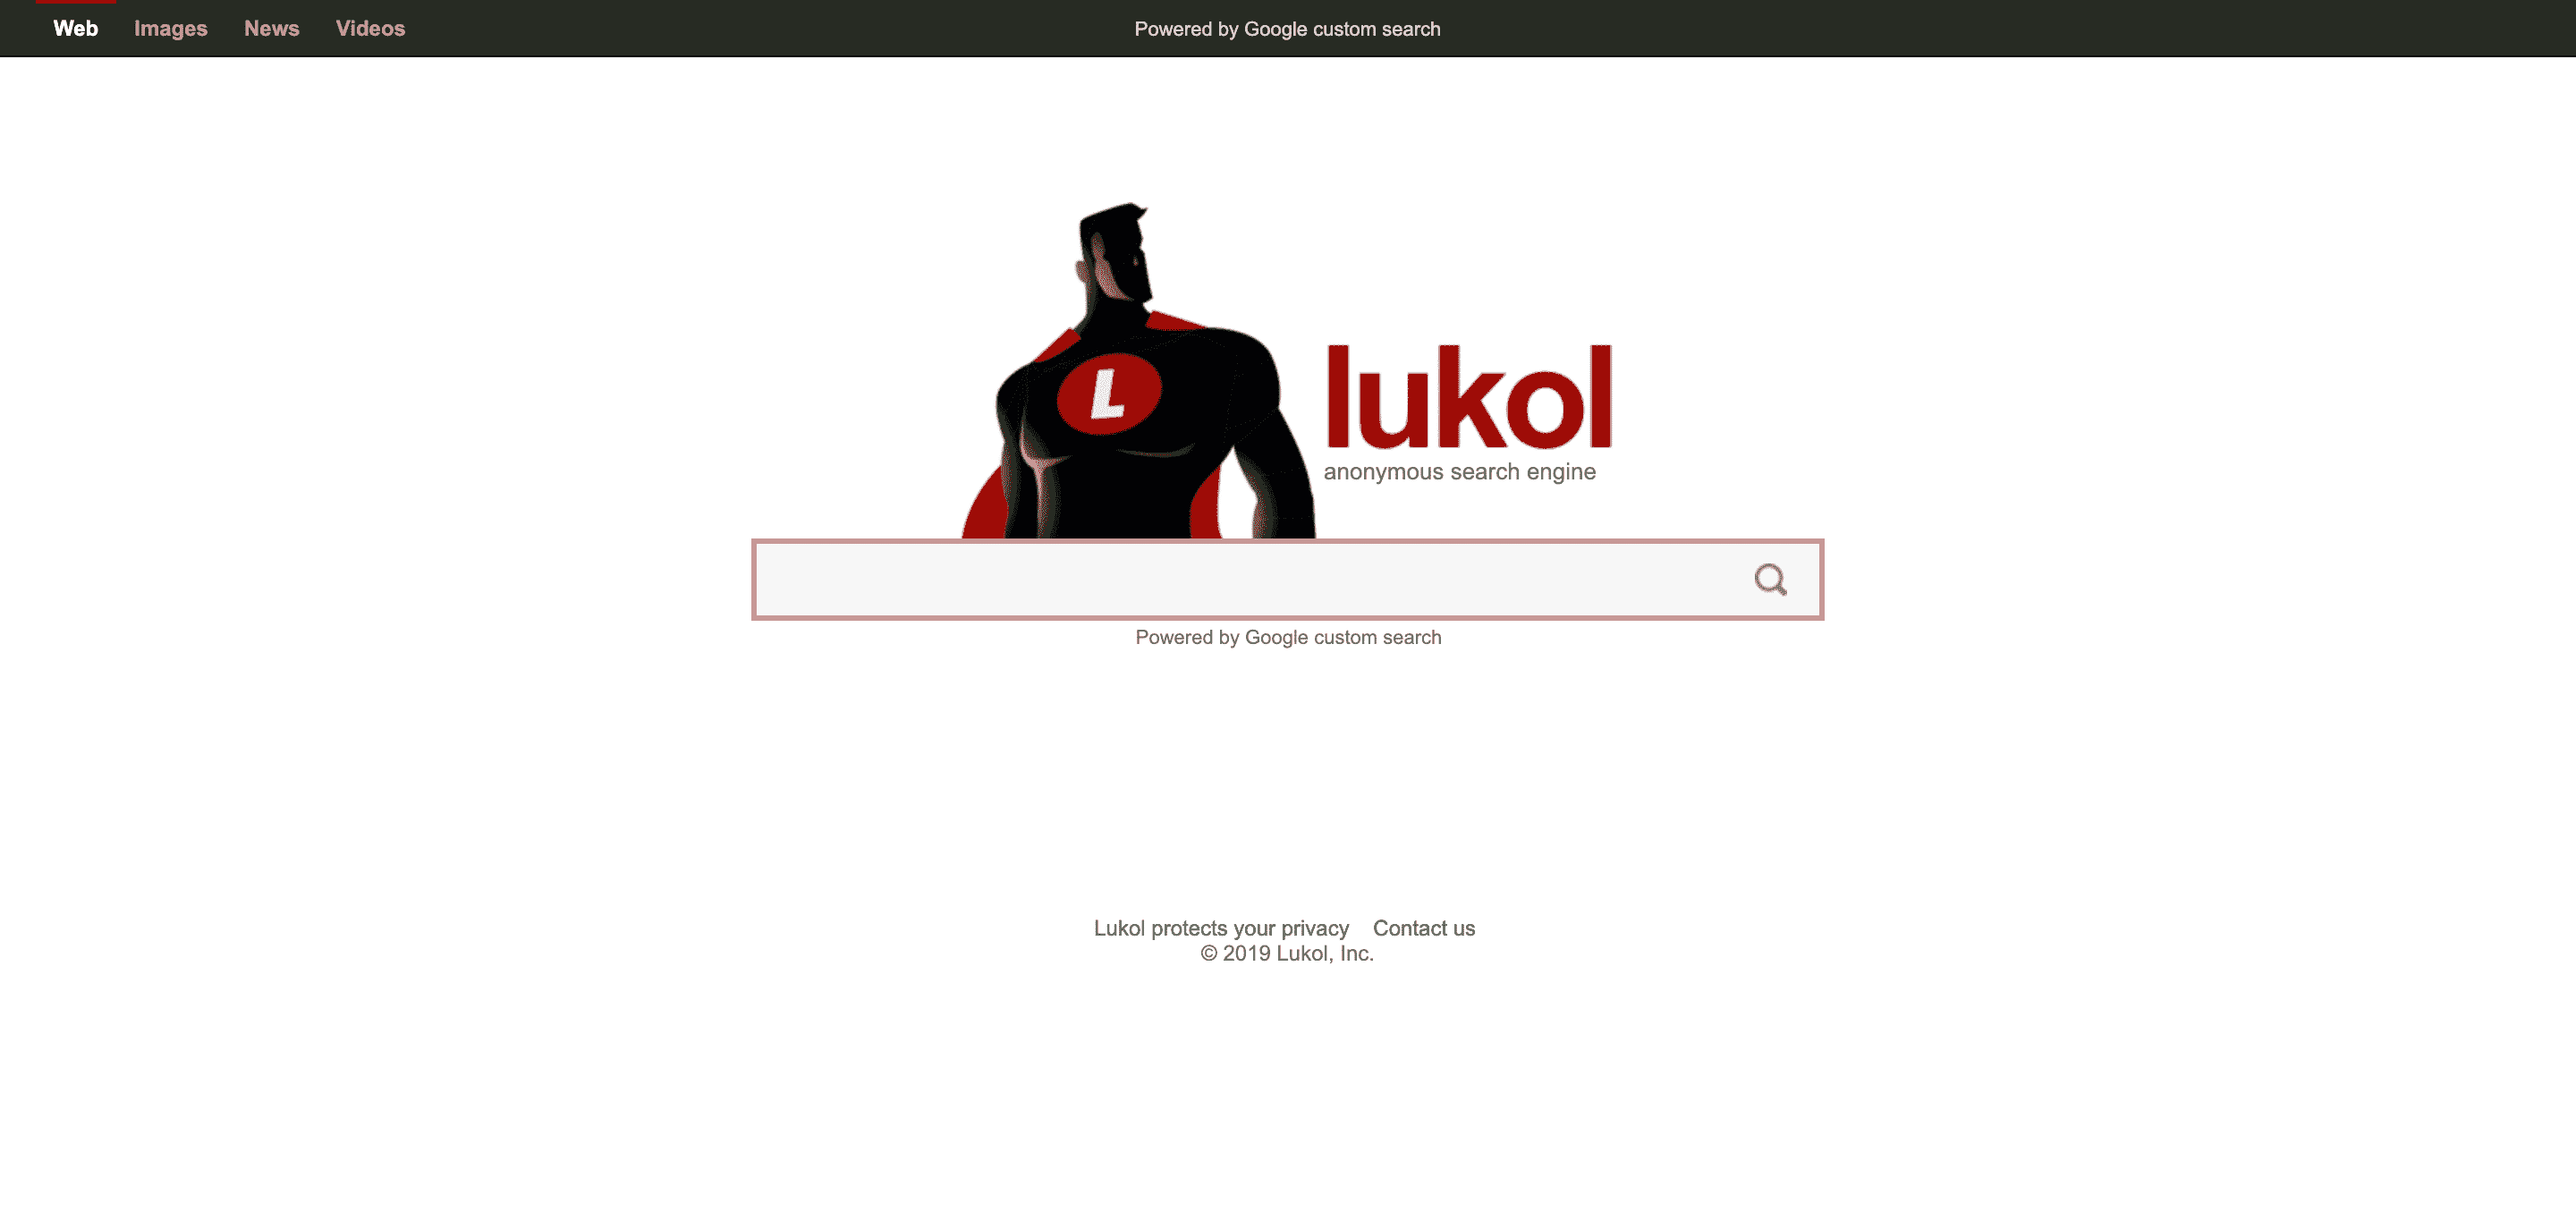 Web Images News Videos Powered by Google custom search
L
lukol
anonymous search engine
Powered by Google custom search
Lukol protects your privacy Contact us
© 2019 Lukol, Inc.